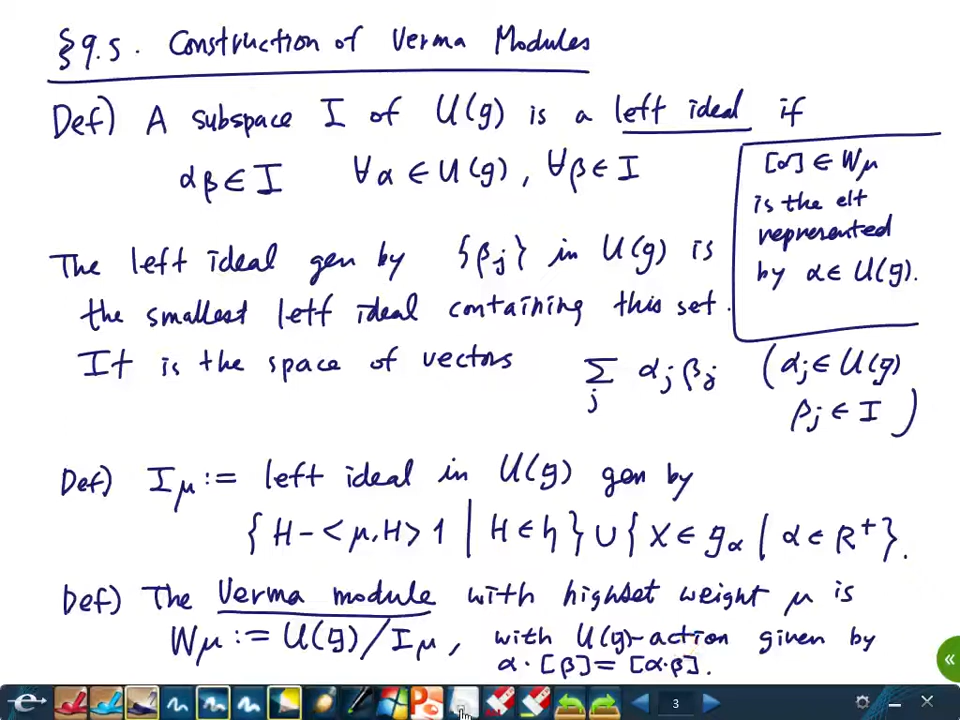 §9.5. Construction of Verma Modules
Def) A subspace I of U(g) is a left ideal if
αβ ∈ I ∀α ∈ U(g), ∀β ∈ I
[α] ∈ Wμ
is the elt
represented
by α ∈ U(g).
The left ideal gen by {βj} in U(g) is
the smallest left ideal containing this set.
It is the space of vectors Σj αj βj (αj ∈ U(g)
βj ∈ I)
Def) Iμ := left ideal in U(g) gen by
{H - <μ,H> 1 | H ∈ h} ∪ {X ∈ gα | α ∈ R+}.
Def) The Verma module with highset weight μ is
Wμ := U(g)/Iμ, with U(g)-action given by
α·[β] = [α·β].
3